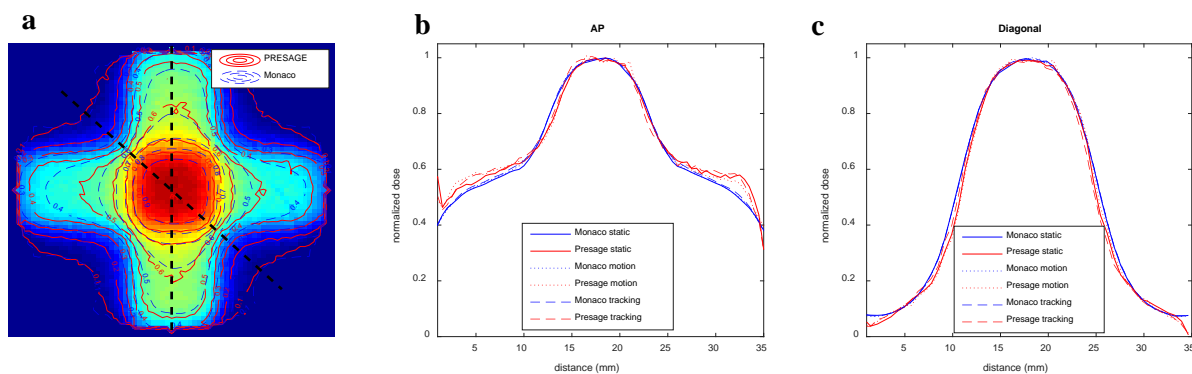 a
PRESAGE
Monaco
b
AP
1
0.8
0.6
0.4
0.2
0
normalized dose
Monaco static
Presage static
Monaco motion
Presage motion
Monaco tracking
Presage tracking
5 10 15 20 25 30 35
distance (mm)
c
Diagonal
1
0.8
0.6
0.4
0.2
0
normalized dose
Monaco static
Presage static
Monaco motion
Presage motion
Monaco tracking
Presage tracking
5 10 15 20 25 30 35
distance (mm)